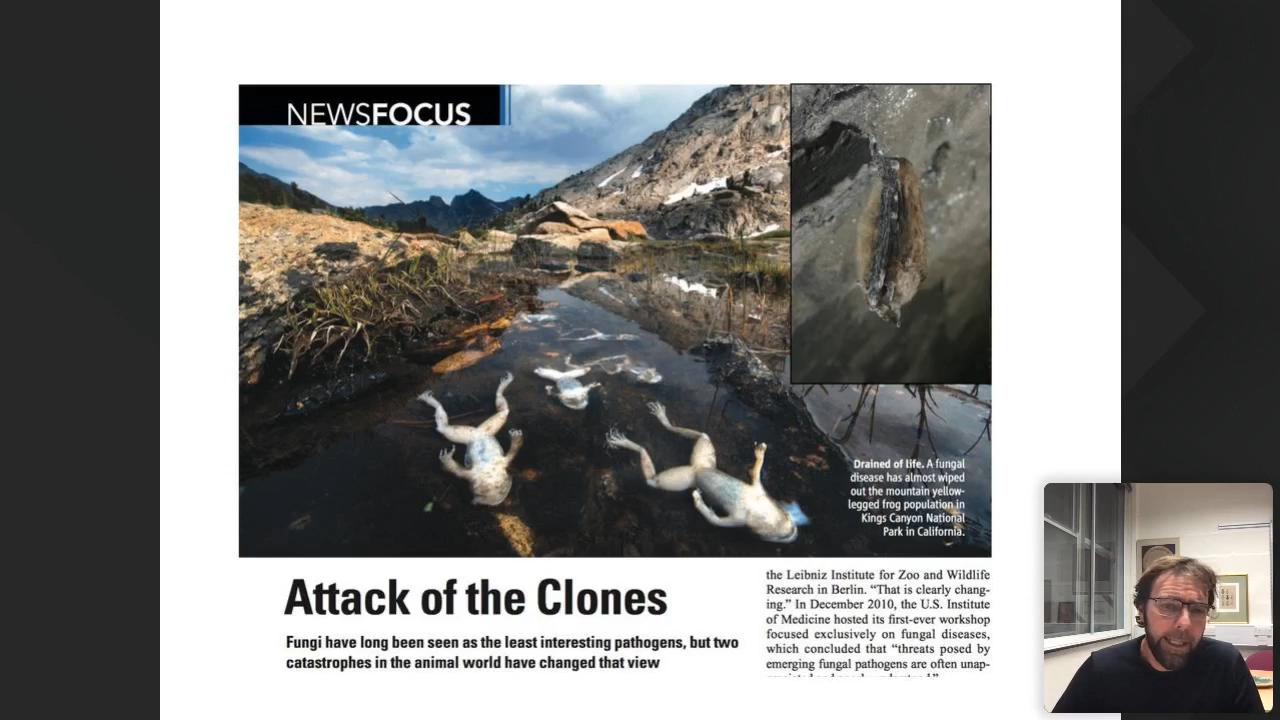 NEWSFOCUS
Drained of life. A fungal
disease has almost wiped
out the mountain yellow-
legged frog population in
Kings Canyon National
Park in California.
Attack of the Clones
Fungi have long been seen as the least interesting pathogens, but two
catastrophes in the animal world have changed that view
the Leibniz Institute for Zoo and Wildlife
Research in Berlin. “That is clearly chang-
ing.” In December 2010, the U.S. Institute
of Medicine hosted its first-ever workshop
focused exclusively on fungal diseases,
which concluded that “threats posed by
emerging fungal pathogens are often unap-